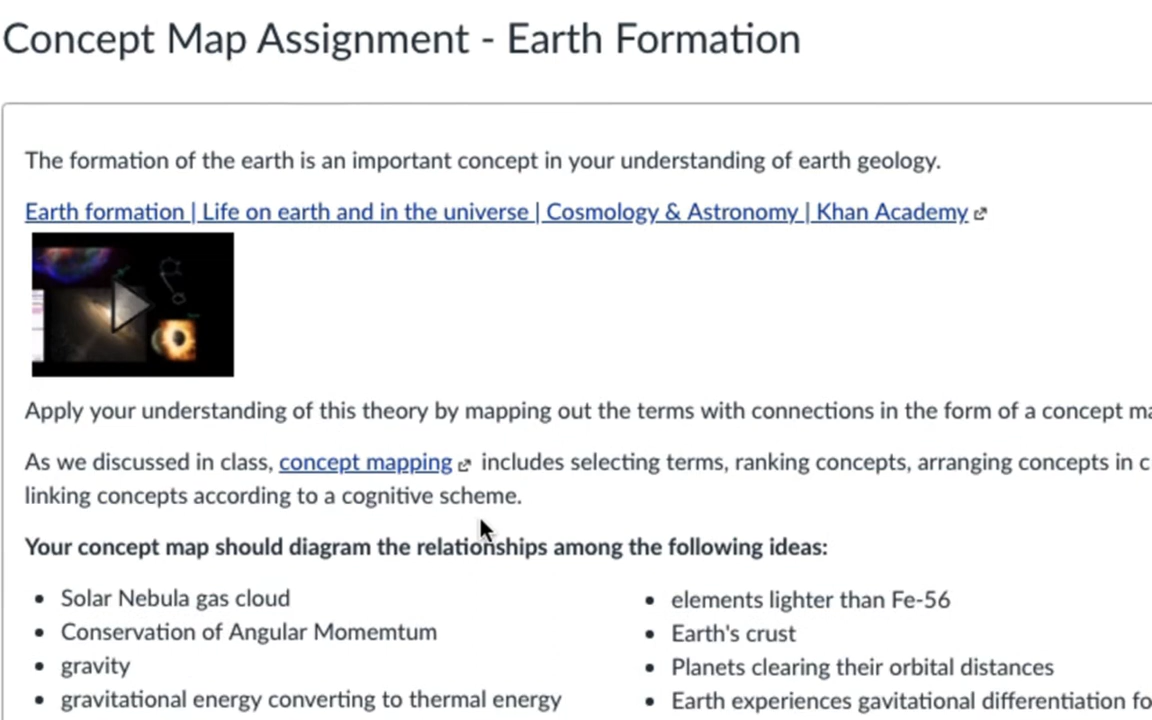 Concept Map Assignment - Earth Formation
The formation of the earth is an important concept in your understanding of earth geology.
Earth formation | Life on earth and in the universe | Cosmology & Astronomy | Khan Academy
Apply your understanding of this theory by mapping out the terms with connections in the form of a concept
As we discussed in class, concept mapping includes selecting terms, ranking concepts, arranging concepts in
linking concepts according to a cognitive scheme.
Your concept map should diagram the relationships among the following ideas:
• Solar Nebula gas cloud
• Conservation of Angular Momemtum
• gravity
• gravitational energy converting to thermal energy
• elements lighter than Fe-56
• Earth's crust
• Planets clearing their orbital distances
• Earth experiences gavitational differentiation